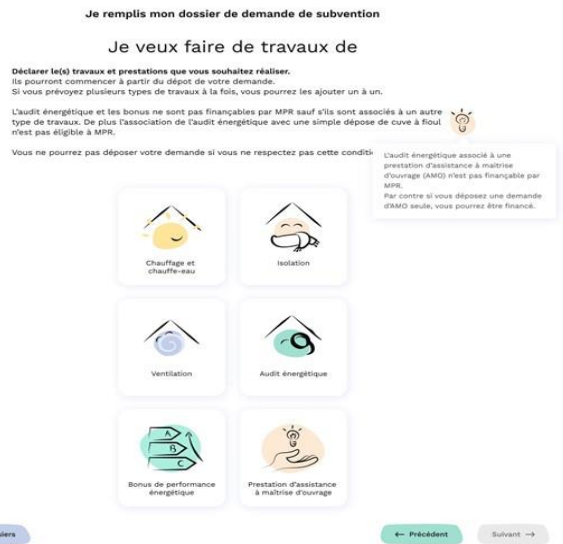 Je remplis mon dossier de demande de subvention
Je veux faire de travaux de
Déclarer le(s) travaux et prestations que vous souhaitez réaliser.
Ils pourront commencer à partir du dépot de votre demande.
Si vous prévoyez plusieurs types de travaux à la fois, vous pourrez les ajouter un à un.
L'audit énergétique et les bonus ne sont pas finançables par MPR sauf s'ils sont associés à un autre
type de travaux. De plus l'association de l'audit énergétique avec une simple dépose de cuve à fioul
n'est pas éligible à MPR.
Vous ne pourrez pas déposer votre demande si vous ne respectez pas cette conditi
L'audit énergétique associé à une
prestation d'assistance à maitrise
d'ouvrage (AMO) n'est pas finançable par
MPR.
Par contre si vous déposez une demande
d'AMO seule, vous pourrez être financé.
Chauffage et
chauffe-eau
Isolation
Ventilation
Audit énergétique
A
B
C
Bonus de performance
énergétique
Prestation d'assistance
à maîtrise d'ouvrage
iers
← Précédent
Suivant →